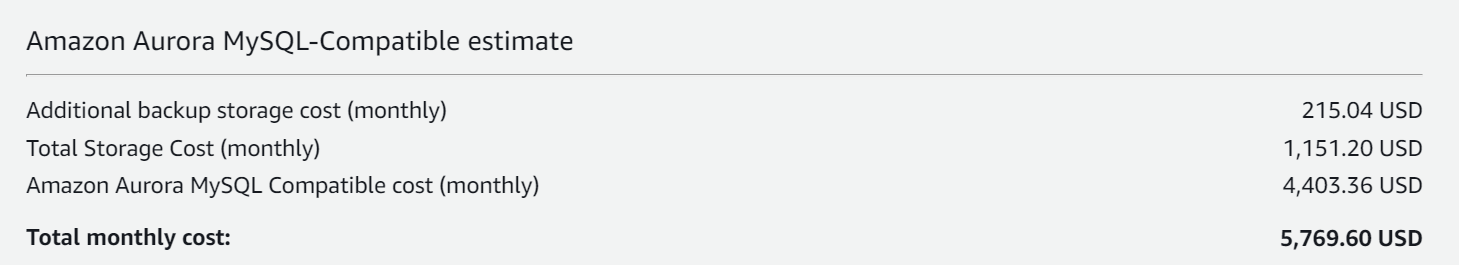 Amazon Aurora MySQL-Compatible estimate
Additional backup storage cost (monthly) 215.04 USD
Total Storage Cost (monthly) 1,151.20 USD
Amazon Aurora MySQL Compatible cost (monthly) 4,403.36 USD
Total monthly cost: 5,769.60 USD